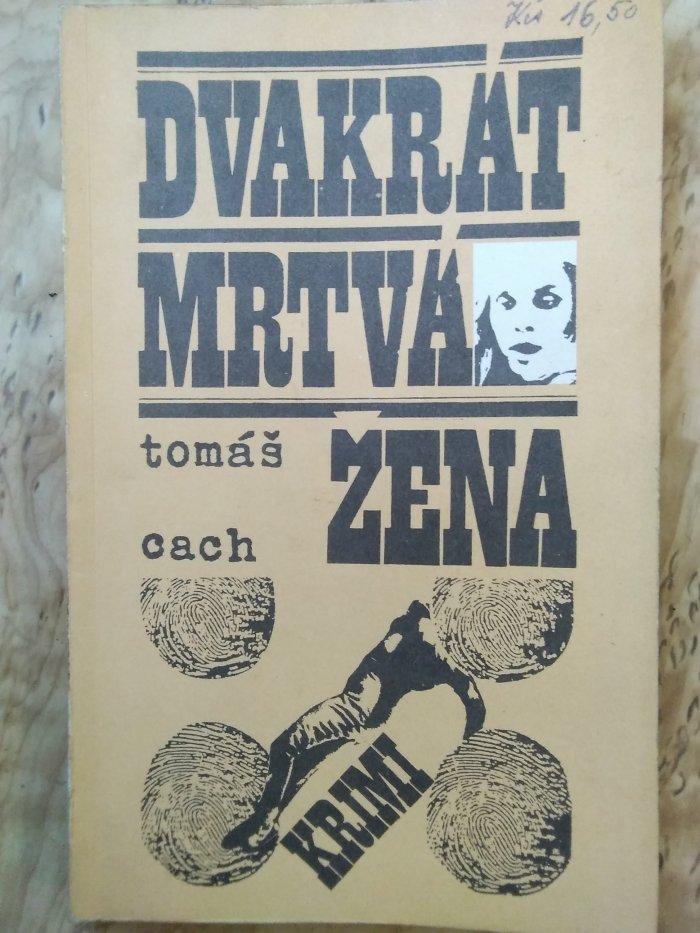 Kčs 16,50
DVAKRÁT
MRTVÁ
tomáš
cach
ŽENA
KRIMI